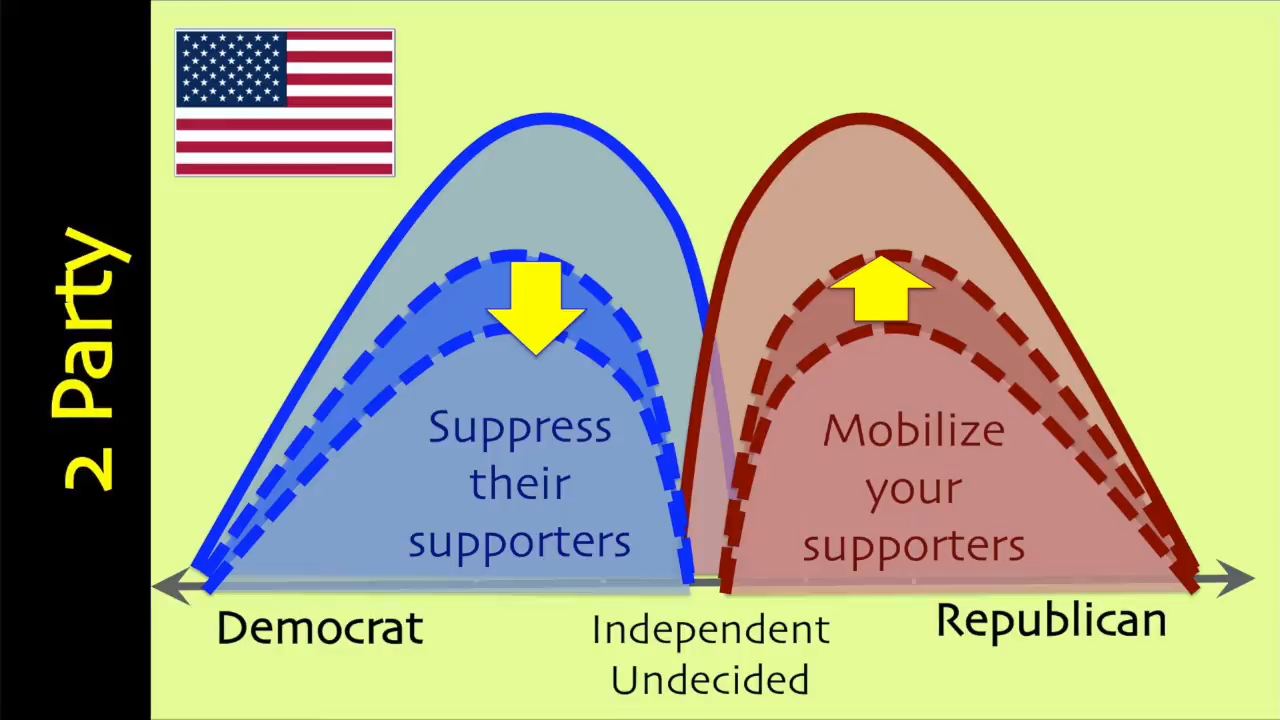 2 Party
Suppress
their
supporters
Mobilize
your
supporters
Democrat
Independent
Undecided
Republican